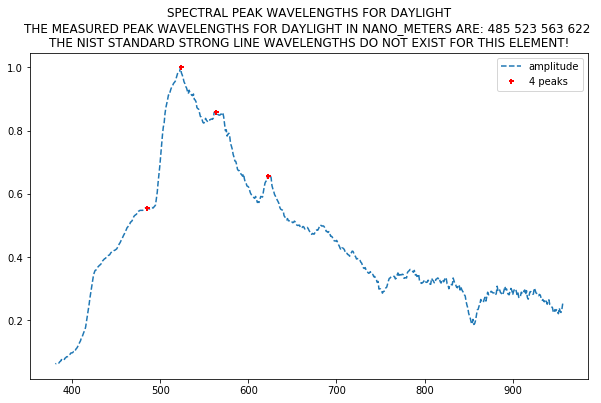 SPECTRAL PEAK WAVELENGTHS FOR DAYLIGHT
THE MEASURED PEAK WAVELENGTHS FOR DAYLIGHT IN NANO_METERS ARE: 485 523 563 622
THE NIST STANDARD STRONG LINE WAVELENGTHS DO NOT EXIST FOR THIS ELEMENT!
amplitude
4 peaks
1.0
0.8
0.6
0.4
0.2
400 500 600 700 800 900